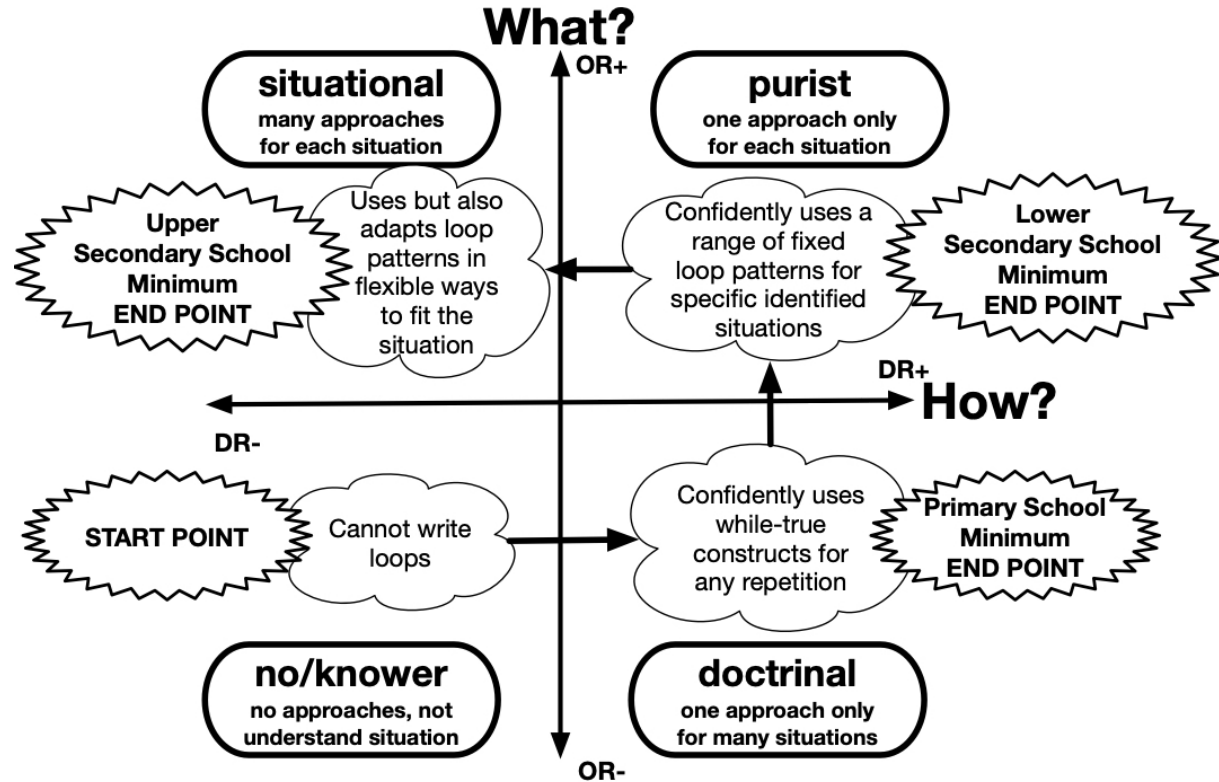 What?
OR+
situational
many approaches
for each situation
purist
one approach only
for each situation
Upper
Secondary School
Minimum
END POINT
Uses but also
adapts loop
patterns in
flexible ways
to fit the
situation
Confidently uses a
range of fixed
loop patterns for
specific identified
situations
Lower
Secondary School
Minimum
END POINT
DR+
How?
DR-
START POINT
Cannot write
loops
Confidently uses
while-true
constructs for
any repetition
Primary School
Minimum
END POINT
no/knower
no approaches, not
understand situation
doctrinal
one approach only
for many situations
OR-